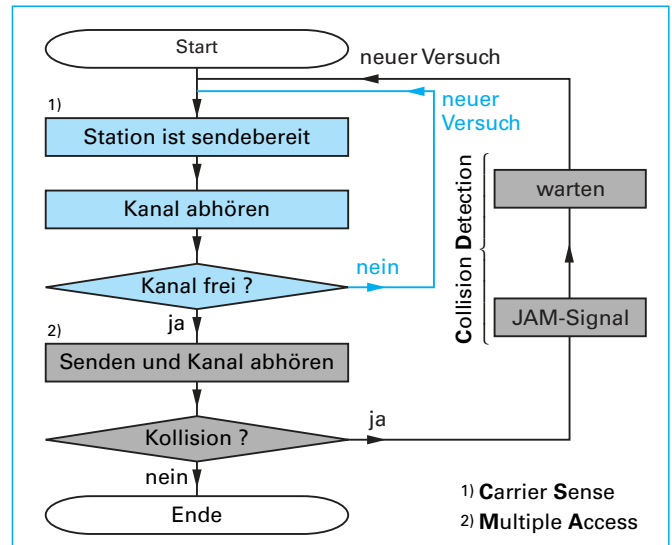 Start
neuer Versuch
neuer
Versuch
1)
Station ist sendebereit
Kanal abhören
Kanal frei ?
nein
ja
2)
Senden und Kanal abhören
Kollision ?
ja
nein
Ende
Collision Detection
warten
JAM-Signal
1) Carrier Sense
2) Multiple Access